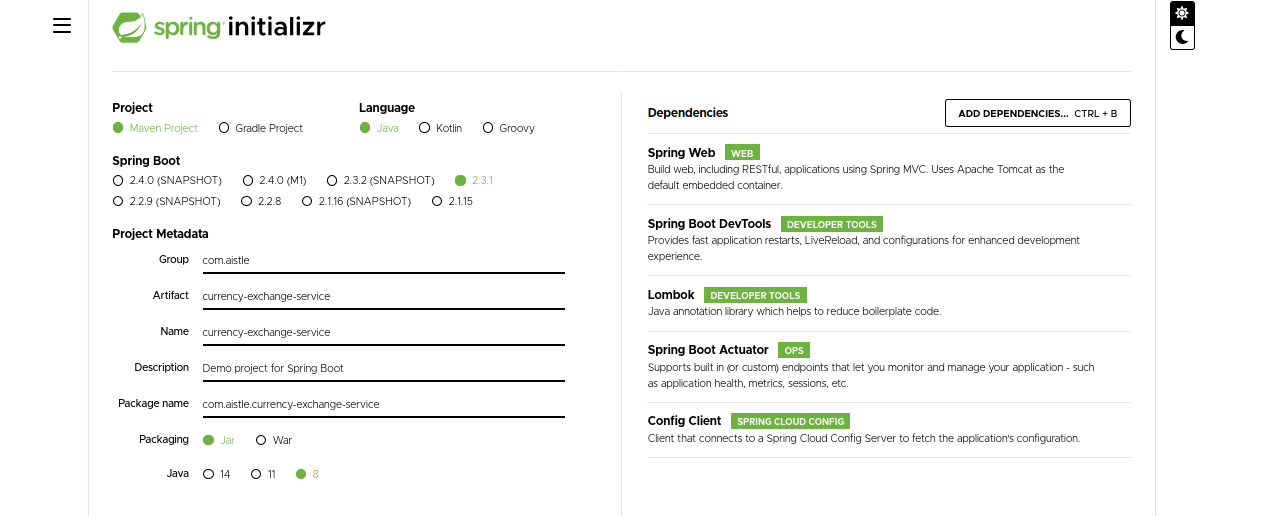 spring initializr
Project
Maven Project Gradle Project
Language
Java Kotlin Groovy
Spring Boot
2.4.0 (SNAPSHOT) 2.4.0 (M1) 2.3.2 (SNAPSHOT) 2.3.1
2.2.9 (SNAPSHOT) 2.2.8 2.1.16 (SNAPSHOT) 2.1.15
Project Metadata
Group com.aistle
Artifact currency-exchange-service
Name currency-exchange-service
Description Demo project for Spring Boot
Package name com.aistle.currency-exchange-service
Packaging Jar War
Java 14 11 8
Dependencies ADD DEPENDENCIES... CTRL + B
Spring Web WEB
Build web, including RESTful, applications using Spring MVC. Uses Apache Tomcat as the
default embedded container.
Spring Boot DevTools DEVELOPER TOOLS
Provides fast application restarts, LiveReload, and configurations for enhanced development
experience.
Lombok DEVELOPER TOOLS
Java annotation library which helps to reduce boilerplate code.
Spring Boot Actuator OPS
Supports built in (or custom) endpoints that let you monitor and manage your application - such
as application health, metrics, sessions, etc.
Config Client SPRING CLOUD CONFIG
Client that connects to a Spring Cloud Config Server to fetch the application's configuration.